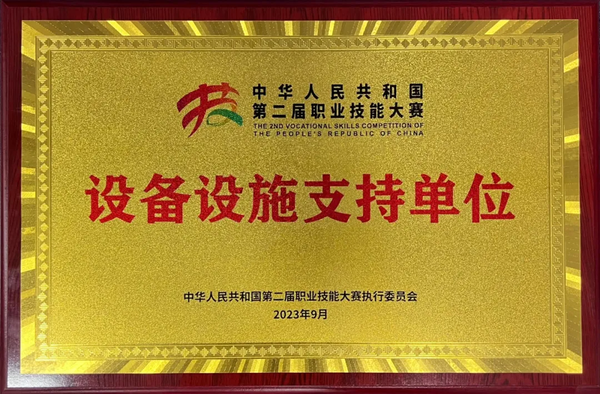 中华人民共和国
第二届职业技能大赛
THE 2ND VOCATIONAL SKILLS COMPETITION OF
THE PEOPLE'S REPUBLIC OF CHINA
设备设施支持单位
中华人民共和国第二届职业技能大赛执行委员会
2023年9月